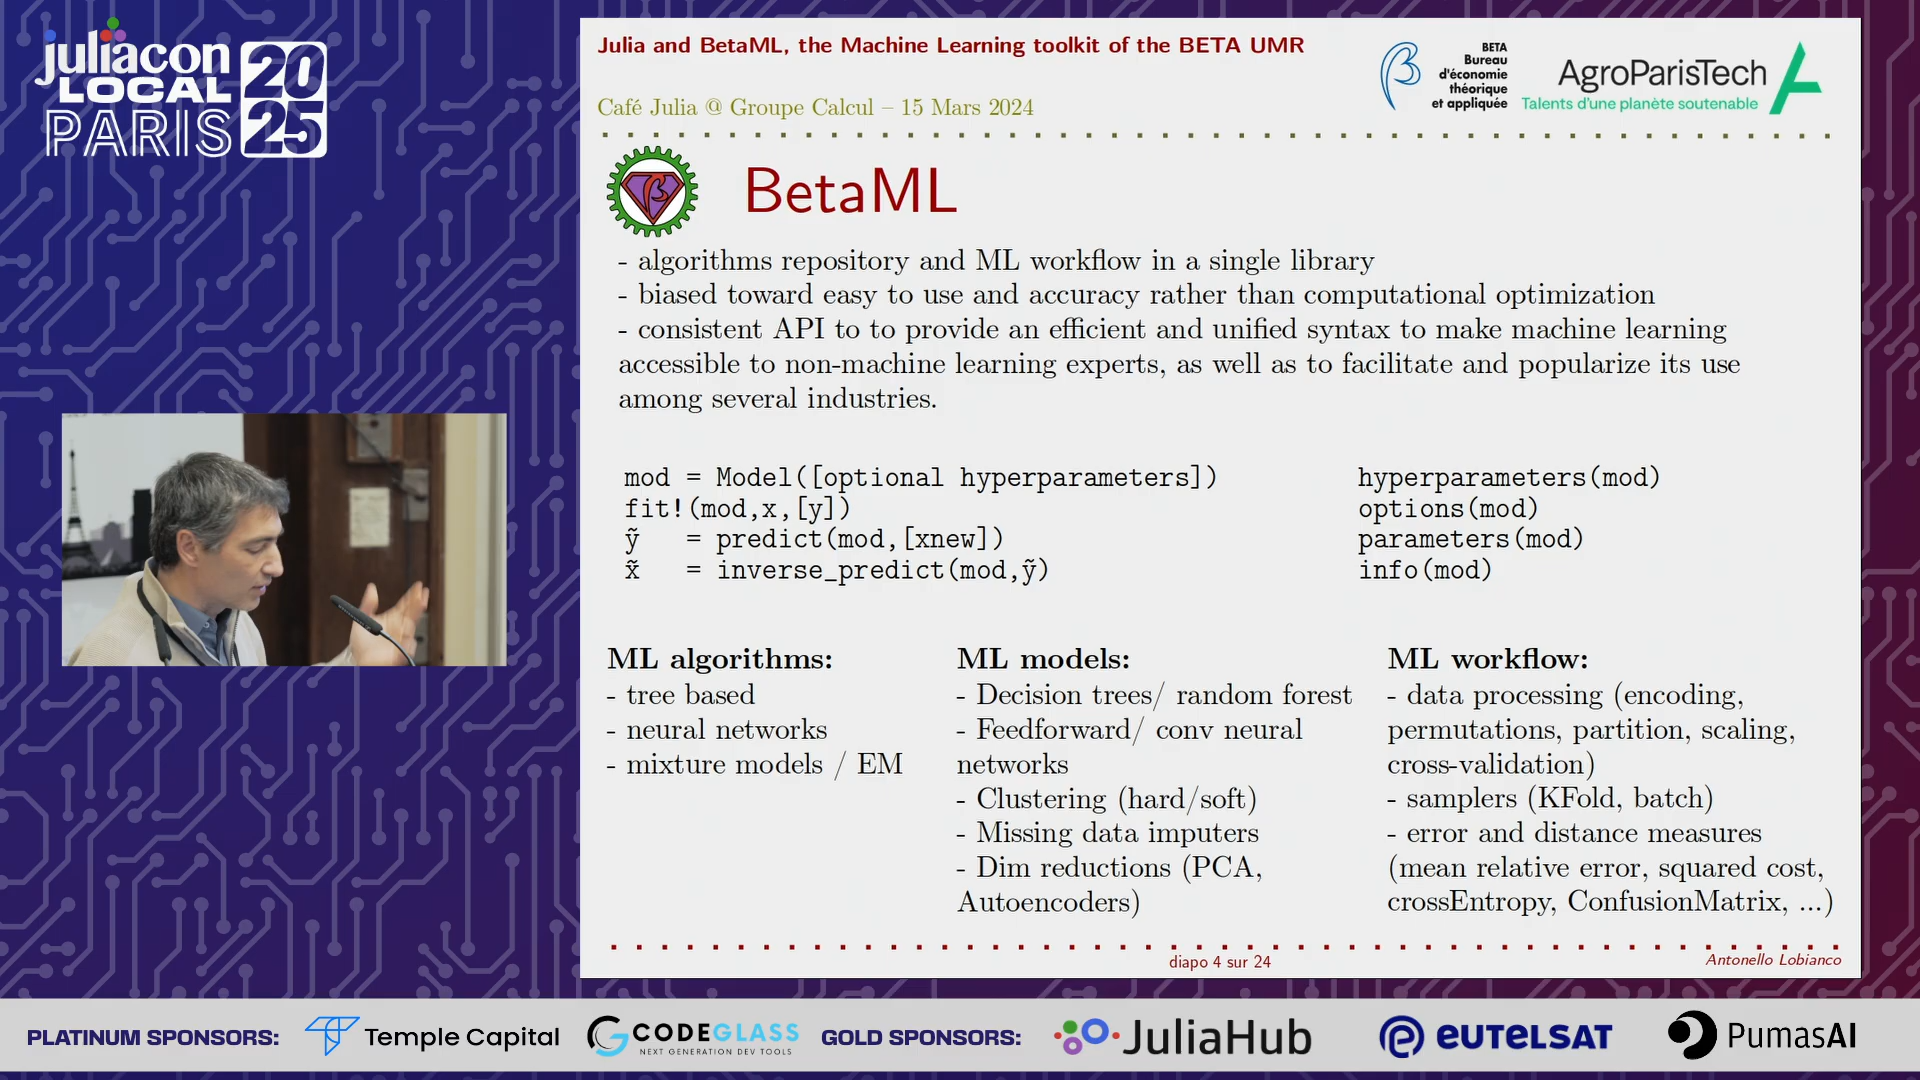 juliacon
LOCAL
PARIS
20
25
Julia and BetaML, the Machine Learning toolkit of the BETA UMR
Café Julia @ Groupe Calcul – 15 Mars 2024
BETA
Bureau
d'économie
théorique
et appliquée
AgroParisTech
Talents d'une planète soutenable
BetaML
- algorithms repository and ML workflow in a single library
- biased toward easy to use and accuracy rather than computational optimization
- consistent API to to provide an efficient and unified syntax to make machine learning
accessible to non-machine learning experts, as well as to facilitate and popularize its use
among several industries.
mod = Model([optional hyperparameters])
fit!(mod,x,[y])
ỹ = predict(mod,[xnew])
x̃ = inverse_predict(mod,ỹ)
hyperparameters(mod)
options(mod)
parameters(mod)
info(mod)
ML algorithms:
- tree based
- neural networks
- mixture models / EM
ML models:
- Decision trees/ random forest
- Feedforward/ conv neural
networks
- Clustering (hard/soft)
- Missing data imputers
- Dim reductions (PCA,
Autoencoders)
ML workflow:
- data processing (encoding,
permutations, partition, scaling,
cross-validation)
- samplers (KFold, batch)
- error and distance measures
(mean relative error, squared cost,
crossEntropy, ConfusionMatrix, ...)
diapo 4 sur 24
Antonello Lobianco
PLATINUM SPONSORS:
Temple Capital
CODEGLASS
NEXT GENERATION DEV TOOLS
GOLD SPONSORS:
JuliaHub
EUTELSAT
PumasAI